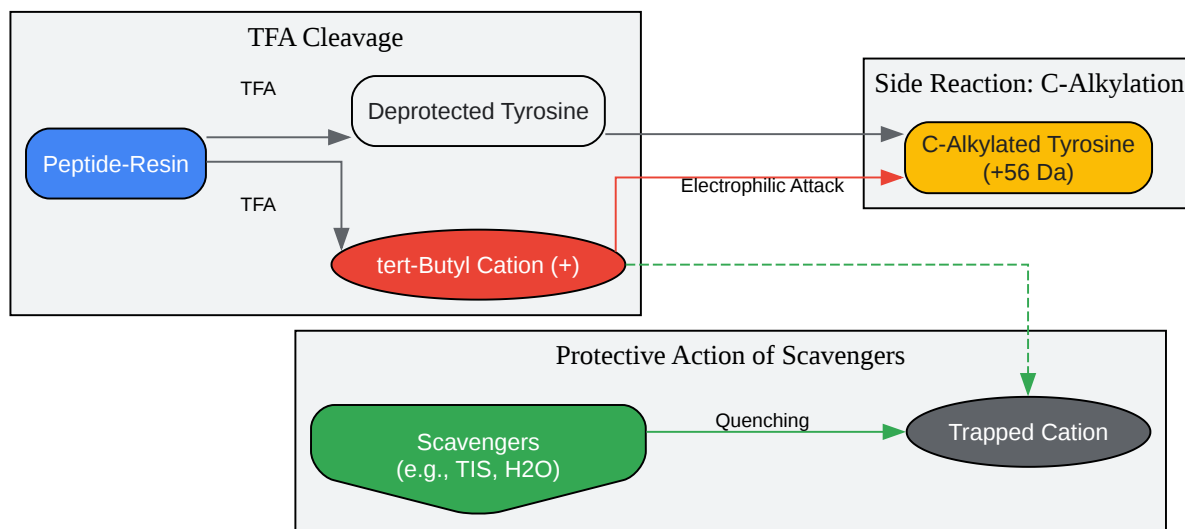 TFA Cleavage
TFA
Deprotected Tyrosine
Peptide-Resin
TFA
tert-Butyl Cation (+)
Side Reaction: C-Alkylation
C-Alkylated Tyrosine
(+56 Da)
Electrophilic Attack
Protective Action of Scavengers
Scavengers
(e.g., TIS, H2O)
Quenching
Trapped Cation